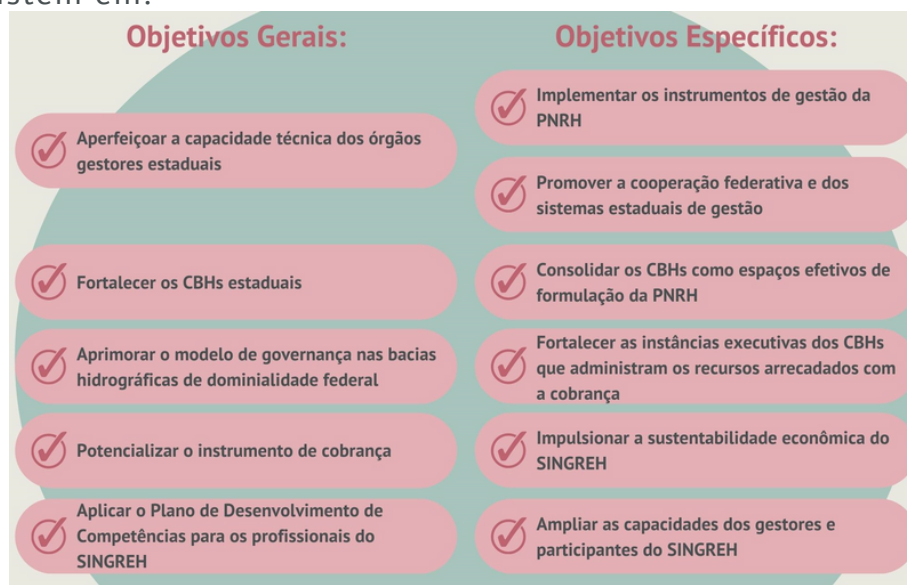 istem em:
Objetivos Gerais:
Aperfeiçoar a capacidade técnica dos órgãos
gestores estaduais
Fortalecer os CBHs estaduais
Aprimorar o modelo de governança nas bacias
hidrográficas de dominialidade federal
Potencializar o instrumento de cobrança
Aplicar o Plano de Desenvolvimento de
Competências para os profissionais do
SINGREH
Objetivos Específicos:
Implementar os instrumentos de gestão da
PNRH
Promover a cooperação federativa e dos
sistemas estaduais de gestão
Consolidar os CBHs como espaços efetivos de
formulação da PNRH
Fortalecer as instâncias executivas dos CBHs
que administram os recursos arrecadados com
a cobrança
Impulsionar a sustentabilidade econômica do
SINGREH
Ampliar as capacidades dos gestores e
participantes do SINGREH